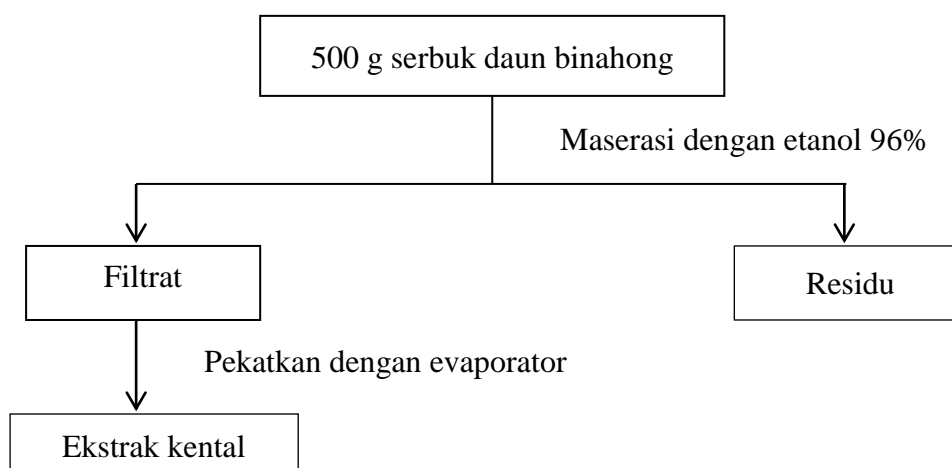 500 g serbuk daun binahong
Maserasi dengan etanol 96%
Filtrat
Residu
Pekatkan dengan evaporator
Ekstrak kental